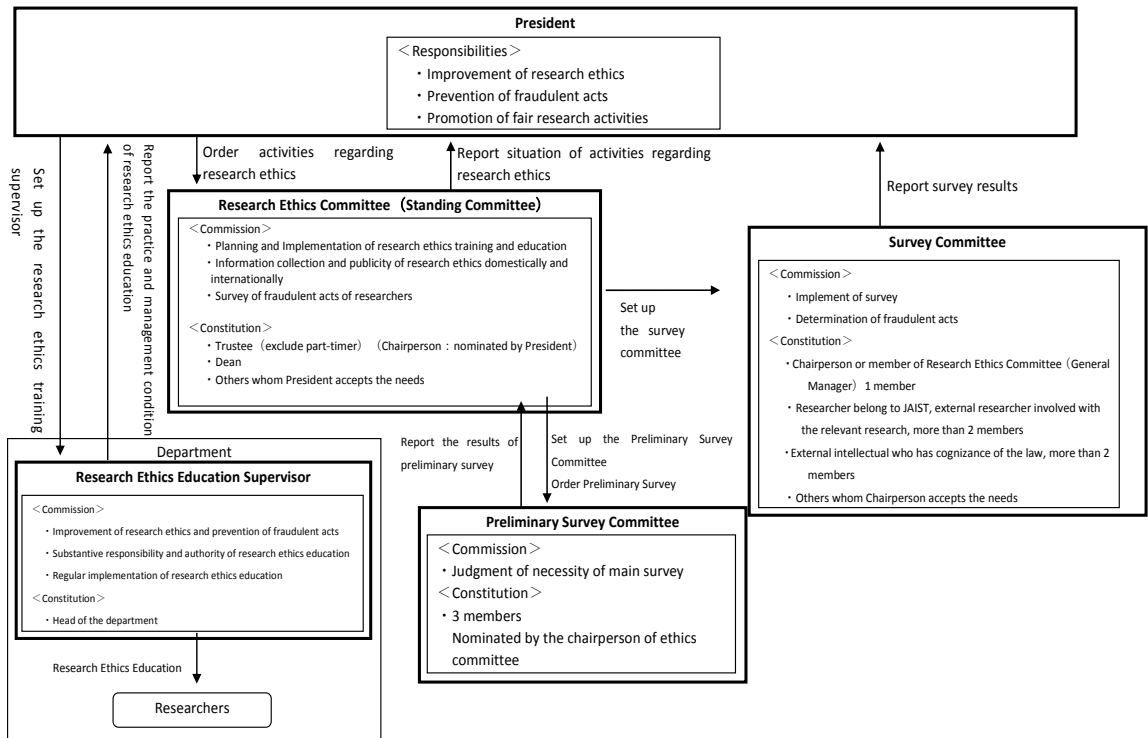 President
＜Responsibilities＞
・Improvement of research ethics
・Prevention of fraudulent acts
・Promotion of fair research activities
Set up the research ethics training
supervisor
Report the practice and management condition
of research ethics education
Order activities regarding
research ethics
Report situation of activities regarding
research ethics
Report survey results
Research Ethics Committee（Standing Committee）
＜Commission＞
・Planning and Implementation of research ethics training and education
・Information collection and publicity of research ethics domestically and
internationally
・Survey of fraudulent acts of researchers
＜Constitution＞
・Trustee（exclude part-timer）（Chairperson：nominated by President）
・Dean
・Others whom President accepts the needs
Set up
the survey
committee
Survey Committee
＜Commission＞
・Implement of survey
・Determination of fraudulent acts
＜Constitution＞
・Chairperson or member of Research Ethics Committee（General
Manager）1 member
・Researcher belong to JAIST, external researcher involved with
the relevant research, more than 2 members
・External intellectual who has cognizance of the law, more than 2
members
・Others whom Chairperson accepts the needs
Report the results of
preliminary survey
Set up the Preliminary Survey
Committee
Order Preliminary Survey
Preliminary Survey Committee
＜Commission＞
・Judgment of necessity of main survey
＜Constitution＞
・3 members
Nominated by the chairperson of ethics
committee
Department
Research Ethics Education Supervisor
＜Commission＞
・Improvement of research ethics and prevention of fraudulent acts
・Substantive responsibility and authority of research ethics education
・Regular implementation of research ethics education
＜Constitution＞
・Head of the department
Research Ethics Education
Researchers